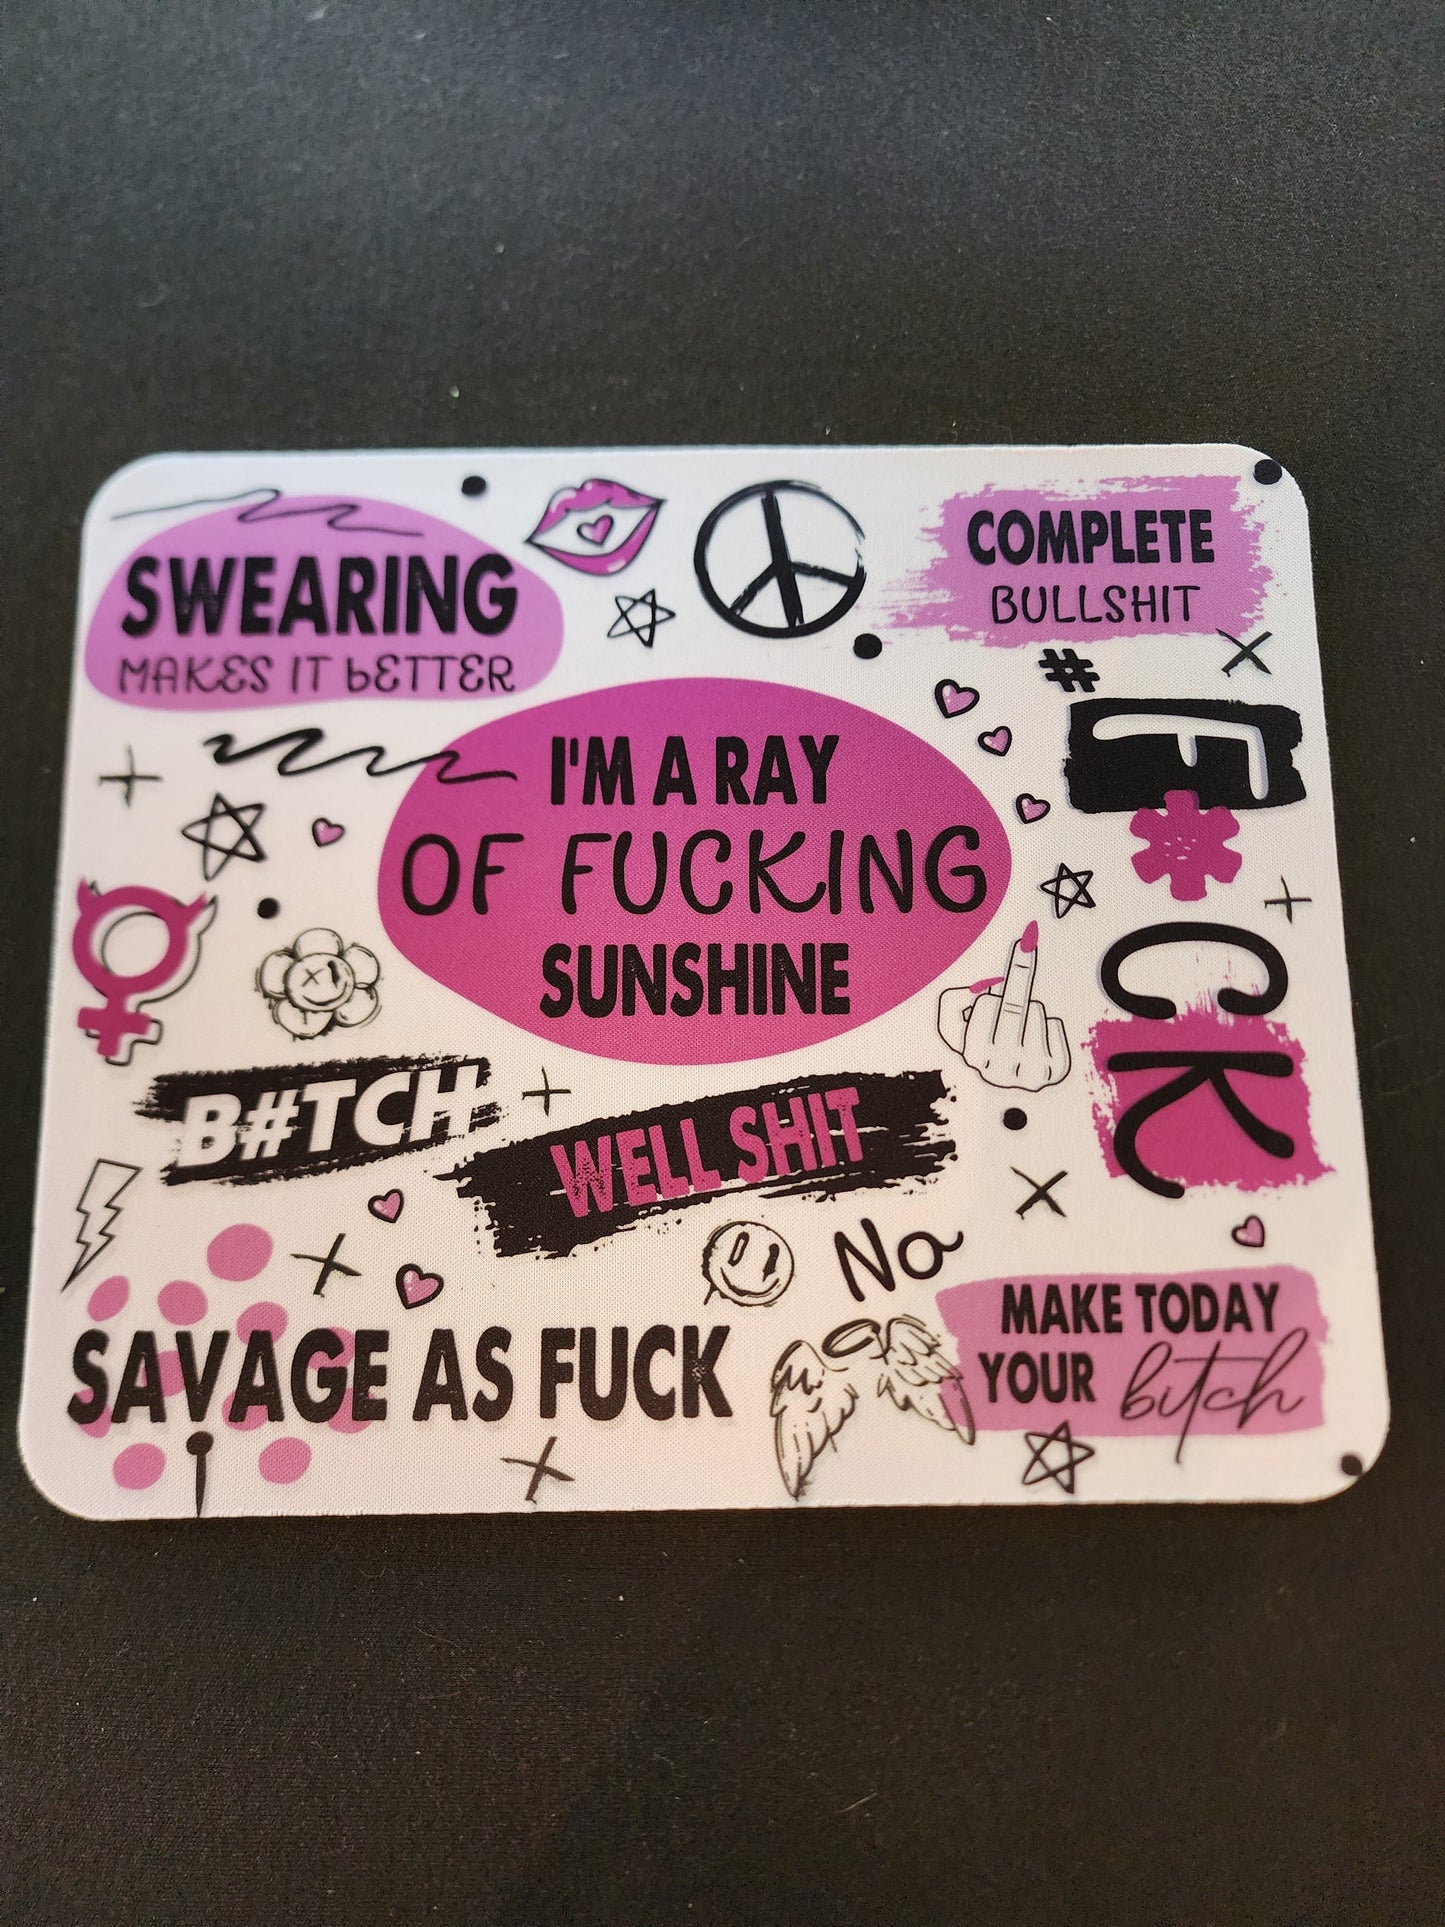 SWEARING
MAKES IT bETTER
COMPLETE
BULLSHIT
#
F*CK
I'M A RAY
OF FUCKING
SUNSHINE
B#TCH
WELL SHIT
No
SAVAGE AS FUCK
MAKE TODAY
YOUR bitch